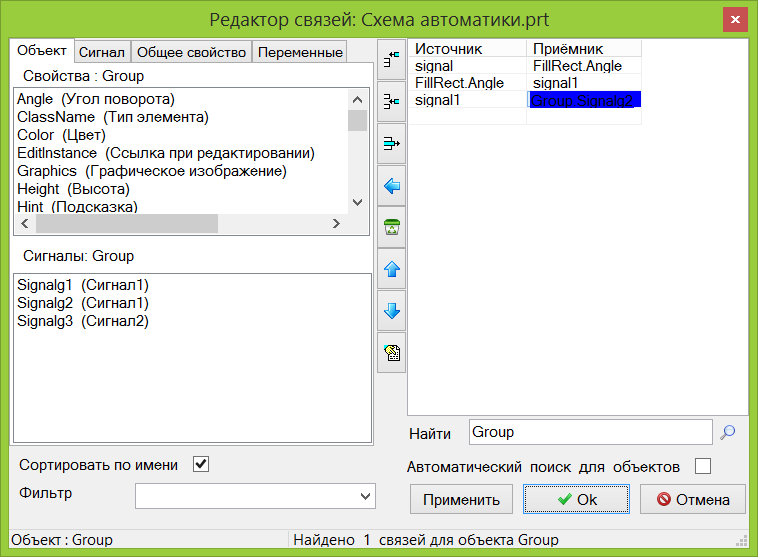 Редактор связей: Схема автоматики.prt
Объект Сигнал Общее свойство Переменные
Свойства : Group
Angle (Угол поворота)
ClassName (Тип элемента)
Color (Цвет)
EditInstance (Ссылка при редактировании)
Graphics (Графическое изображение)
Height (Высота)
Hint (Подсказка)
Сигналы: Group
Signalg1 (Сигнал1)
Signalg2 (Сигнал1)
Signalg3 (Сигнал2)
Сортировать по имени
Фильтр
Источник Приёмник
signal FillRect.Angle
FillRect.Angle signal1
signal1 Group.Signalg2
Найти Group
Автоматический поиск для объектов
Применить Ok Отмена
Объект : Group Найдено 1 связей для объекта Group